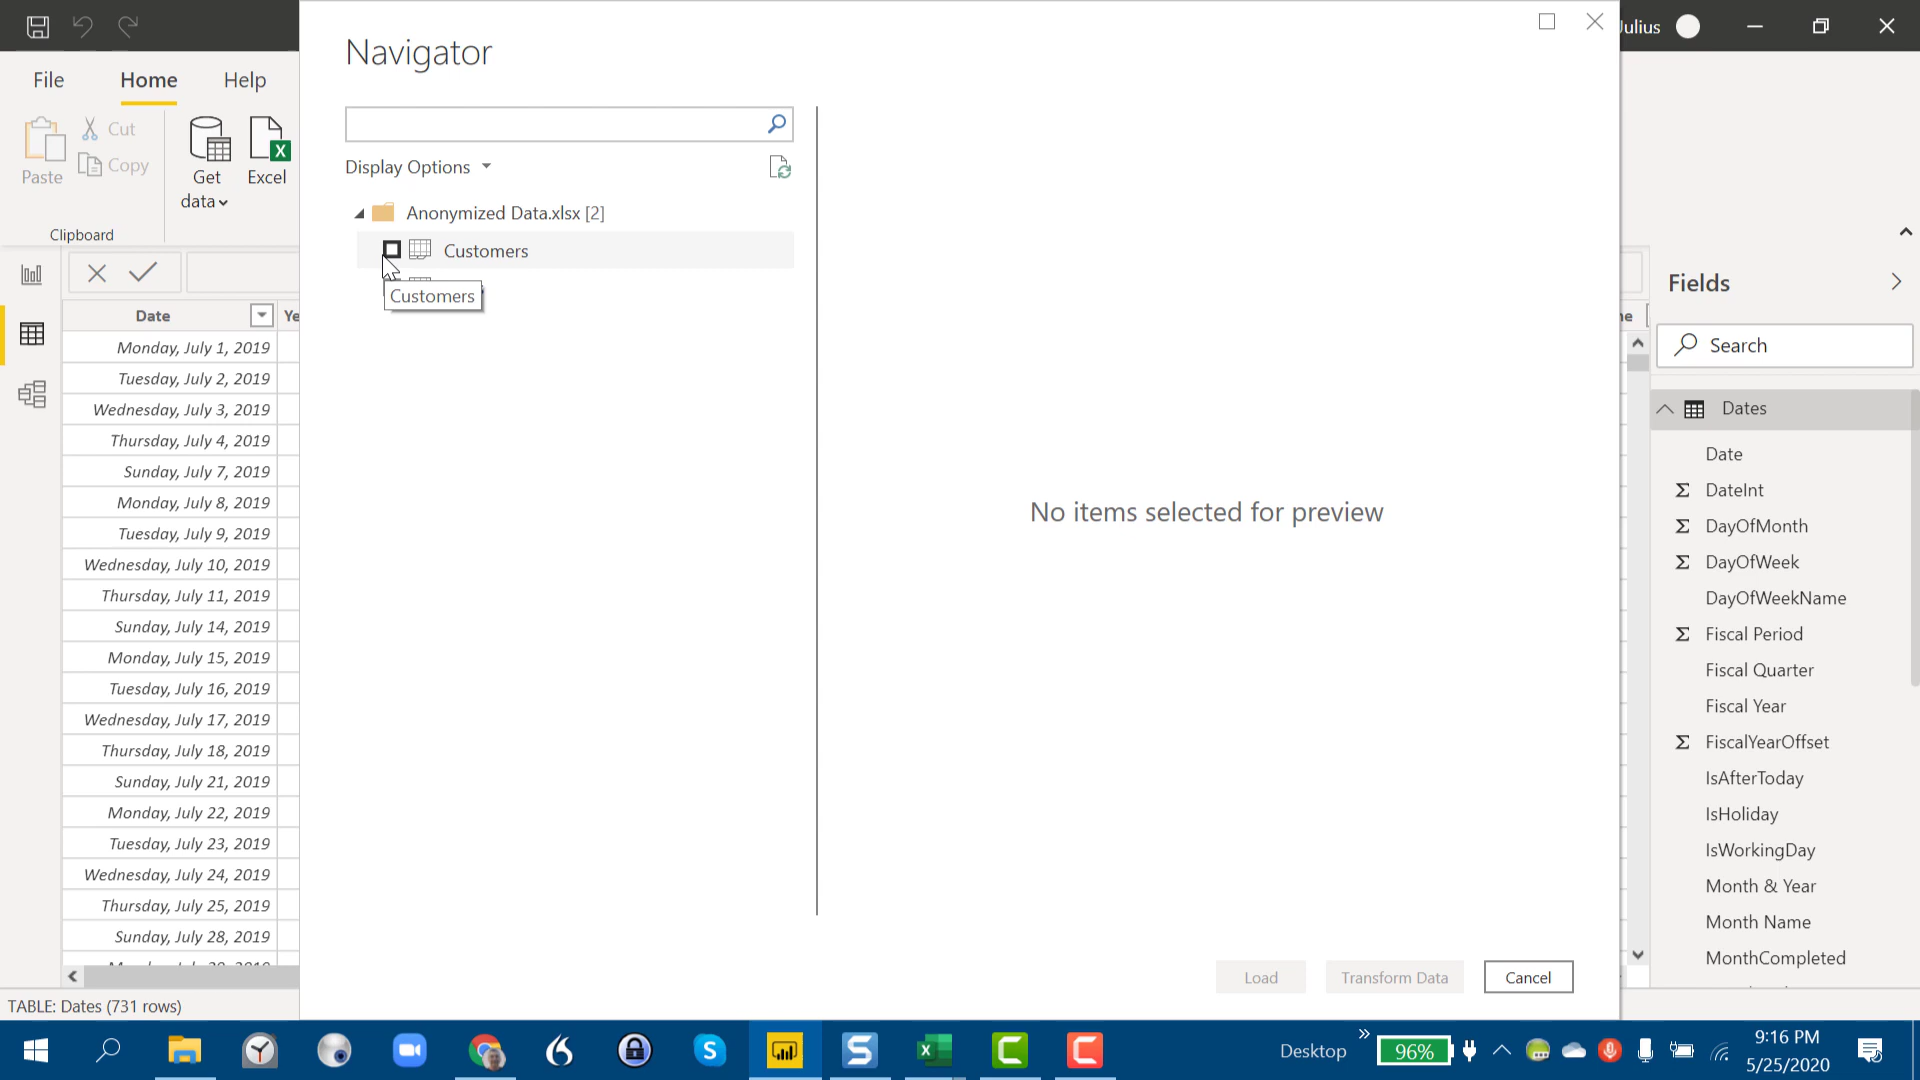 Navigator
ulius
File
Home
Help
Paste
Cut
Copy
Get
data
Excel
Clipboard
Display Options
Anonymized Data.xlsx [2]
Customers
Customers
No items selected for preview
Load
Transform Data
Cancel
Date
Ye
Monday, July 1, 2019
Tuesday, July 2, 2019
Wednesday, July 3, 2019
Thursday, July 4, 2019
Sunday, July 7, 2019
Monday, July 8, 2019
Tuesday, July 9, 2019
Wednesday, July 10, 2019
Thursday, July 11, 2019
Sunday, July 14, 2019
Monday, July 15, 2019
Tuesday, July 16, 2019
Wednesday, July 17, 2019
Thursday, July 18, 2019
Sunday, July 21, 2019
Monday, July 22, 2019
Tuesday, July 23, 2019
Wednesday, July 24, 2019
Thursday, July 25, 2019
Sunday, July 28, 2019
TABLE: Dates (731 rows)
Fields
Search
Dates
Date
DateInt
DayOfMonth
DayOfWeek
DayOfWeekName
Fiscal Period
Fiscal Quarter
Fiscal Year
FiscalYearOffset
IsAfterToday
IsHoliday
IsWorkingDay
Month & Year
Month Name
MonthCompleted
Desktop
96%
9:16 PM
5/25/2020